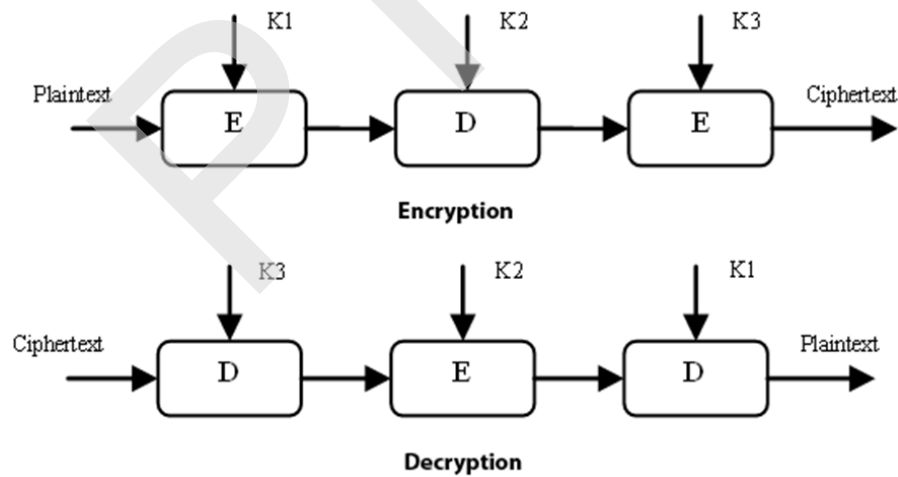 K1 K2 K3
Plaintext Ciphertext
E D E
Encryption
K3 K2 K1
Ciphertext Plaintext
D E D
Decryption